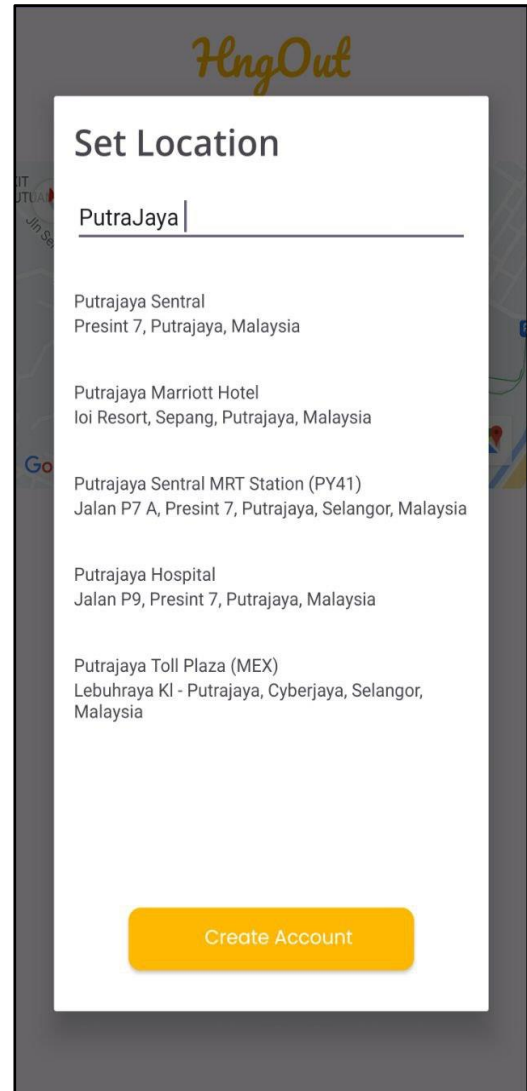 HngOut
Set Location
PutraJaya
Putrajaya Sentral
Presint 7, Putrajaya, Malaysia
Putrajaya Marriott Hotel
Ioi Resort, Sepang, Putrajaya, Malaysia
Go
Putrajaya Sentral MRT Station (PY41)
Jalan P7 A, Presint 7, Putrajaya, Selangor, Malaysia
Putrajaya Hospital
Jalan P9, Presint 7, Putrajaya, Malaysia
Putrajaya Toll Plaza (MEX)
Lebuhraya Kl - Putrajaya, Cyberjaya, Selangor,
Malaysia
Create Account